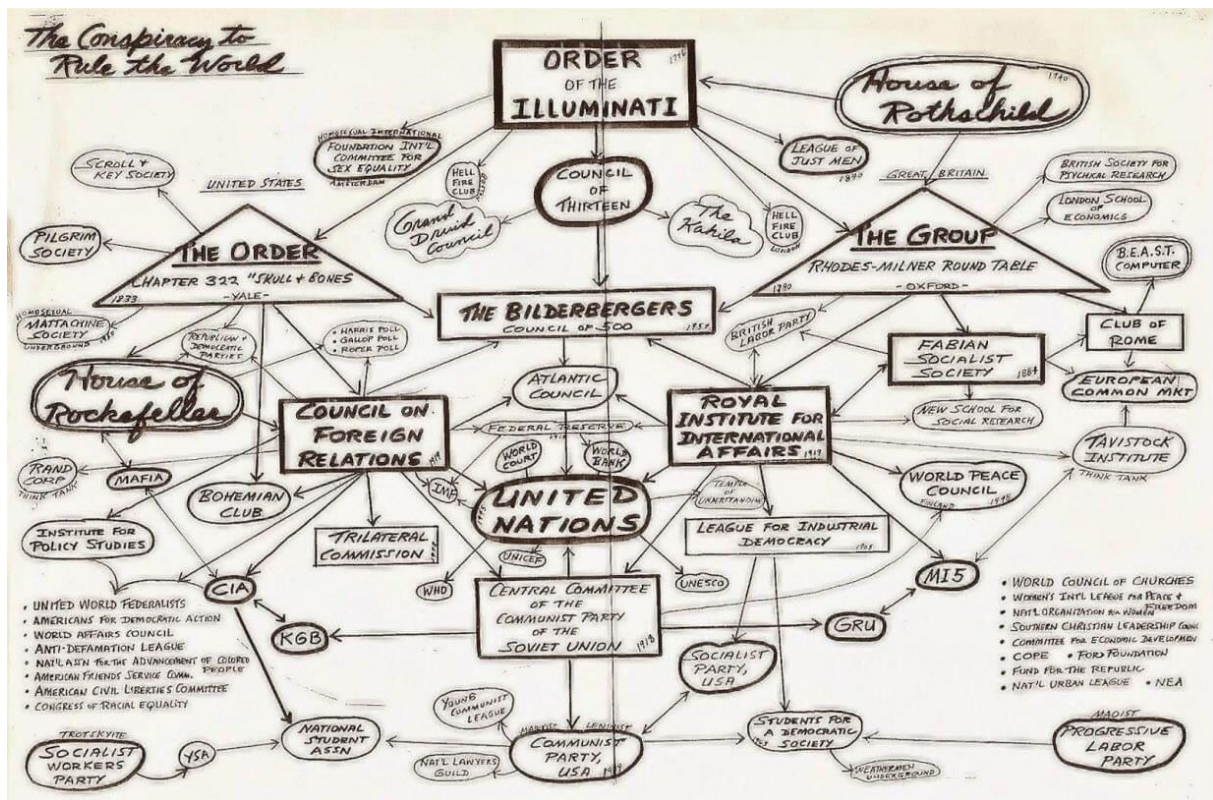 The Conspiracy to
Rule the World
ORDER
OF THE
ILLUMINATI
1776
House of
Rothschild
1740
HOMOSEXUAL INTERNATIONAL
FOUNDATION INT'L
COMMITTEE FOR
SEX EQUALITY
AMSTERDAM
HELL
FIRE
CLUB
COUNCIL
OF
THIRTEEN
LEAGUE OF
JUST MEN
SCROLL &
KEY SOCIETY
UNITED STATES
GREAT BRITAIN
BRITISH SOCIETY FOR
PSYCHICAL RESEARCH
LONDON SCHOOL
OF
ECONOMICS
Grand
Druid
Council
The
Kahila
HELL
FIRE
CLUB
LONDON
PILGRIM
SOCIETY
THE ORDER
CHAPTER 322 "SKULL & BONES
-YALE-
1833
THE GROUP
RHODES-MILNER ROUND TABLE
-OXFORD-
1890
B.E.A.S.T.
COMPUTER
THE BILDERBERGERS
COUNCIL OF 500
HOMOSEXUAL
MATTACHINE
SOCIETY
UNDERGROUND
REPUBLICAN &
DEMOCRATIC
PARTIES
• HARRIS POLL
• GALLOP POLL
• ROPER POLL
BRITISH
LABOR PARTY
FABIAN
SOCIALIST
SOCIETY
1884
CLUB OF
ROME
House of
Rockefeller
ATLANTIC
COUNCIL
EUROPEAN
COMMON MKT
COUNCIL ON
FOREIGN
RELATIONS
FEDERAL RESERVE
ROYAL
INSTITUTE FOR
INTERNATIONAL
AFFAIRS
1919
NEW SCHOOL FOR
SOCIAL RESEARCH
WORLD
COURT
WORLD
BANK
TAVISTOCK
INSTITUTE
THINK TANK
RAND
CORP
THINK TANK
MAFIA
BOHEMIAN
CLUB
IMF
UNITED
NATIONS
1945
TEMPLE
OF
WORLD PEACE
COUNCIL
FINLAND
INSTITUTE FOR
POLICY STUDIES
TRILATERAL
COMMISSION
LEAGUE FOR INDUSTRIAL
DEMOCRACY
1905
UNICEF
WHO
UNESCO
CIA
CENTRAL COMMITTEE
OF THE
COMMUNIST PARTY
OF THE
SOVIET UNION
1918
MI5
KGB
GRU
• UNITED WORLD FEDERALISTS
• AMERICANS FOR DEMOCRATIC ACTION
• WORLD AFFAIRS COUNCIL
• ANTI-DEFAMATION LEAGUE
• NAT'L ASSN FOR THE ADVANCEMENT OF COLORED
PEOPLE
• AMERICAN FRIENDS SERVICE COMM.
• AMERICAN CIVIL LIBERTIES COMMITTEE
• CONGRESS OF RACIAL EQUALITY
• WORLD COUNCIL OF CHURCHES
• WOMEN'S INT'L LEAGUE FOR PEACE &
FREEDOM
• NAT'L ORGANIZATION FOR WOMEN
• SOUTHERN CHRISTIAN LEADERSHIP
• COMMITTEE FOR ECONOMIC DEVELOPMEN
• COPE • FORD FOUNDATION
• FUND FOR THE REPUBLIC
• NAT'L URBAN LEAGUE • NEA
SOCIALIST
PARTY,
USA
YOUNG
COMMUNIST
LEAGUE
TROTSKYITE
SOCIALIST
WORKERS
PARTY
YSA
NATIONAL
STUDENT
ASSN
MARXIST LENINIST
COMMUNIST
PARTY,
USA
1919
NAT'L LAWYERS
GUILD
STUDENTS FOR
A DEMOCRATIC
SOCIETY
WEATHERMEN
UNDERGROUND
MAOIST
PROGRESSIVE
LABOR
PARTY